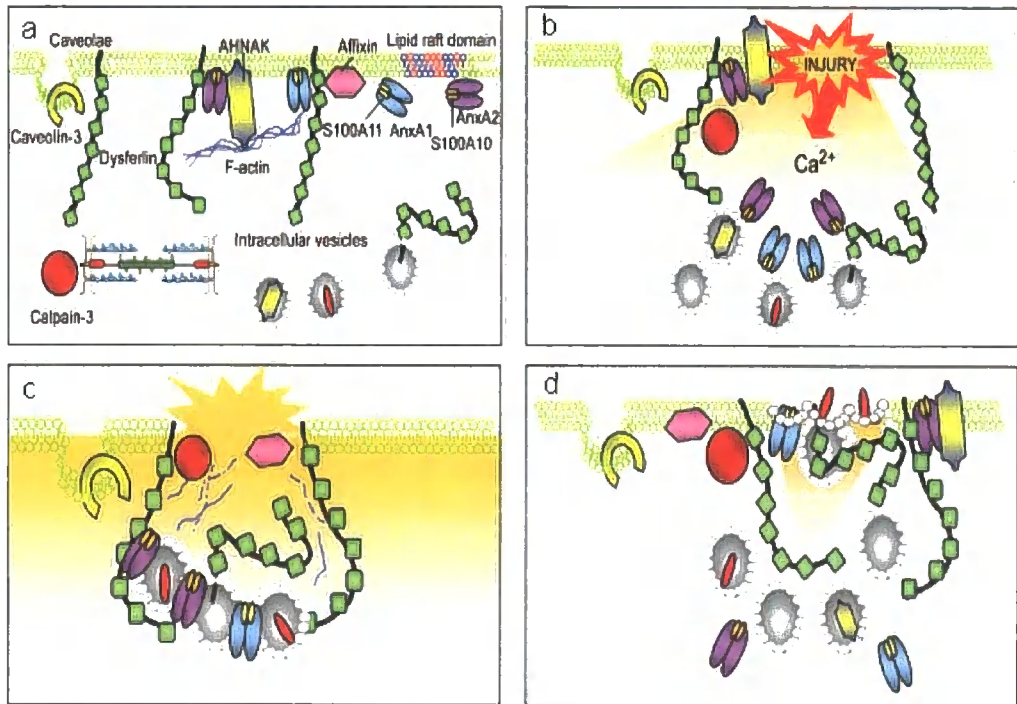 a
Caveolae
AHNAK
Affixin
Lipid raft domain
Caveolin-3
Dysferlin
F-actin
S100A11
AnxA1
AnxA2
S100A10
Intracellular vesicles
Calpain-3
b
INJURY
Ca2+
c
d